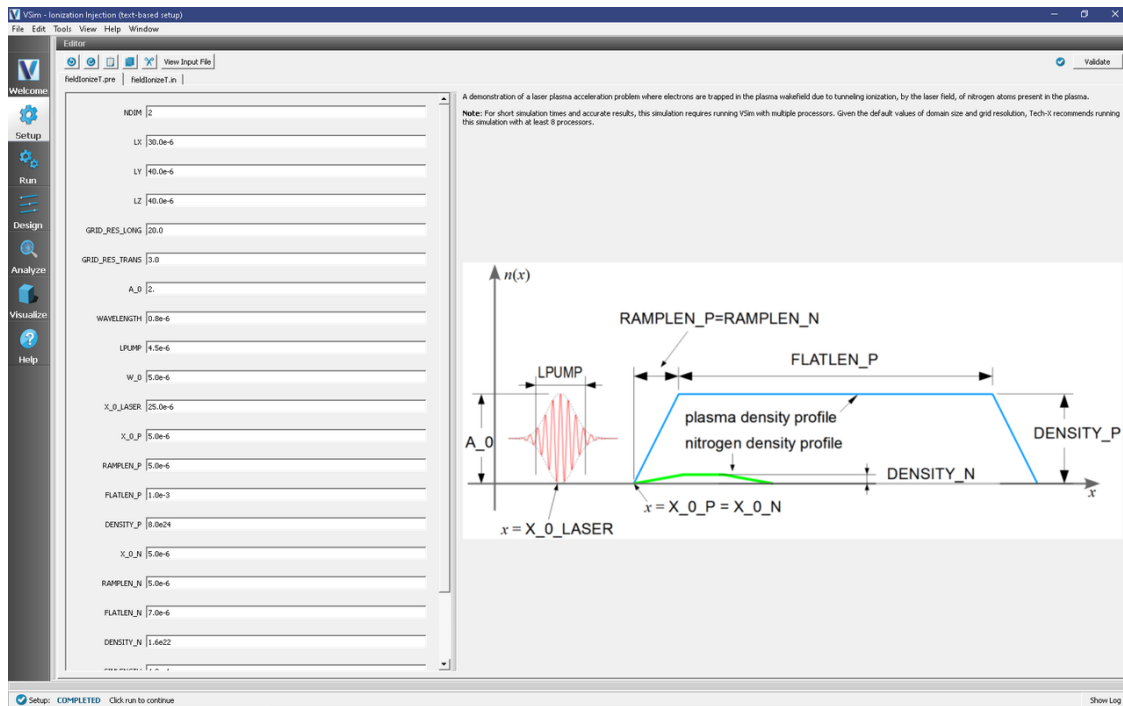 VSim - Ionization Injection (text-based setup)
File Edit Tools View Help Window
Editor
View Input File
Validate
fieldIonizeT.pre
fieldIonizeT.in
Welcome
Setup
Run
Design
Analyze
Visualize
Help
NDIM 2
LX 30.0e-6
LY 40.0e-6
LZ 40.0e-6
GRID_RES_LONG 20.0
GRID_RES_TRANS 3.0
A_0 2.
WAVELENGTH 0.8e-6
LPUMP 4.5e-6
W_0 5.0e-6
X_0_LASER 25.0e-6
X_0_P 5.0e-6
RAMPLEN_P 5.0e-6
FLATLEN_P 1.0e-3
DENSITY_P 8.0e24
X_0_N 5.0e-6
RAMPLEN_N 5.0e-6
FLATLEN_N 7.0e-6
DENSITY_N 1.6e22
A demonstration of a laser plasma acceleration problem where electrons are trapped in the plasma wakefield due to tunneling ionization, by the laser field, of nitrogen atoms present in the plasma.
Note: For short simulation times and accurate results, this simulation requires running VSim with multiple processors. Given the default values of domain size and grid resolution, Tech-X recommends running
this simulation with at least 8 processors.
n(x)
RAMPLEN_P=RAMPLEN_N
FLATLEN_P
LPUMP
plasma density profile
nitrogen density profile
A_0
DENSITY_P
DENSITY_N
x
x = X_0_P = X_0_N
x = X_0_LASER
Setup: COMPLETED Click run to continue
Show Log